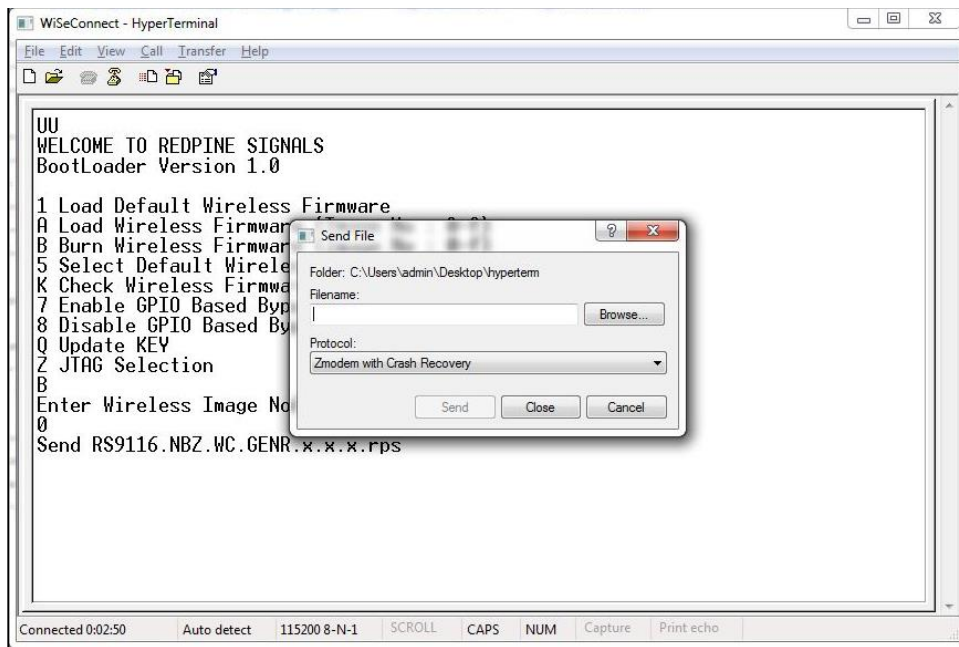 WiSeConnect - HyperTerminal
File Edit View Call Transfer Help
UU
WELCOME TO REDPINE SIGNALS
BootLoader Version 1.0
1 Load Default Wireless Firmware
A Load Wireless Firmwar
B Burn Wireless Firmwar
5 Select Default Wirele
K Check Wireless Firmwa
7 Enable GPIO Based Byp
8 Disable GPIO Based By
Q Update KEY
Z JTAG Selection
B
Enter Wireless Image No
0
Send RS9116.NBZ.WC.GENR.x.x.x.rps
Send File
Folder: C:\Users\admin\Desktop\hyperterm
Filename:
Browse...
Protocol:
Zmodem with Crash Recovery
Send Close Cancel
Connected 0:02:50 Auto detect 115200 8-N-1 SCROLL CAPS NUM Capture Print echo